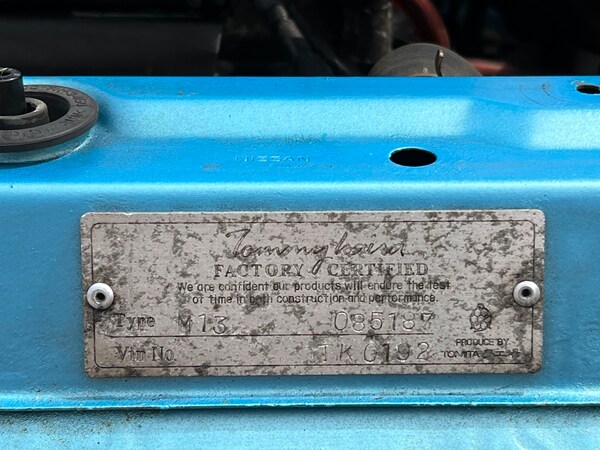 NISSAN
Tommykaira
FACTORY CERTIFIED
We are confident our products will endure the test
of time in both construction and performance.
Type M13 085187
Vin No. TK0192
PRODUCE BY
TOMITA